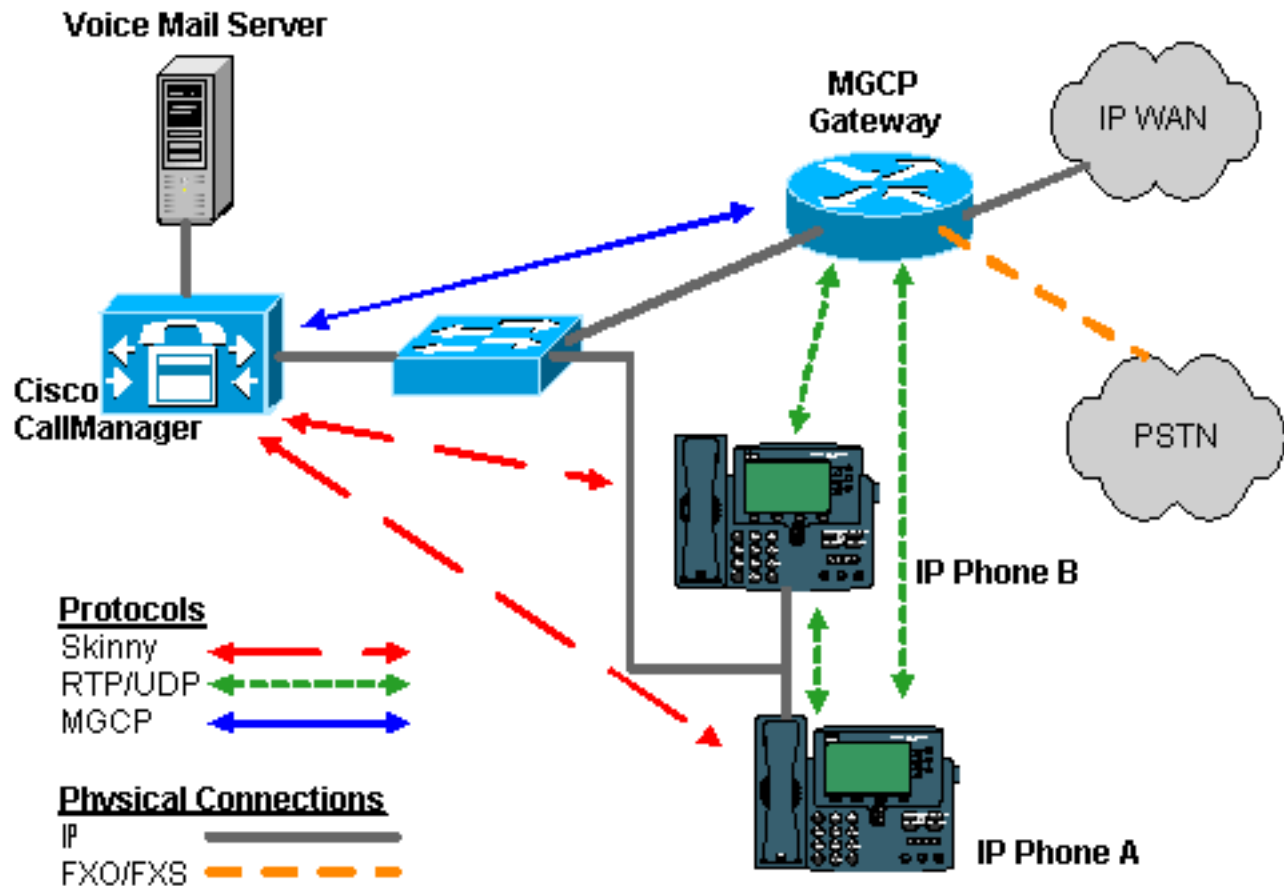 Voice Mail Server
MGCP
Gateway
IP WAN
Cisco
CallManager
PSTN
IP Phone B
Protocols
Skinny
RTP/UDP
MGCP
Physical Connections
IP
FXO/FXS
IP Phone A